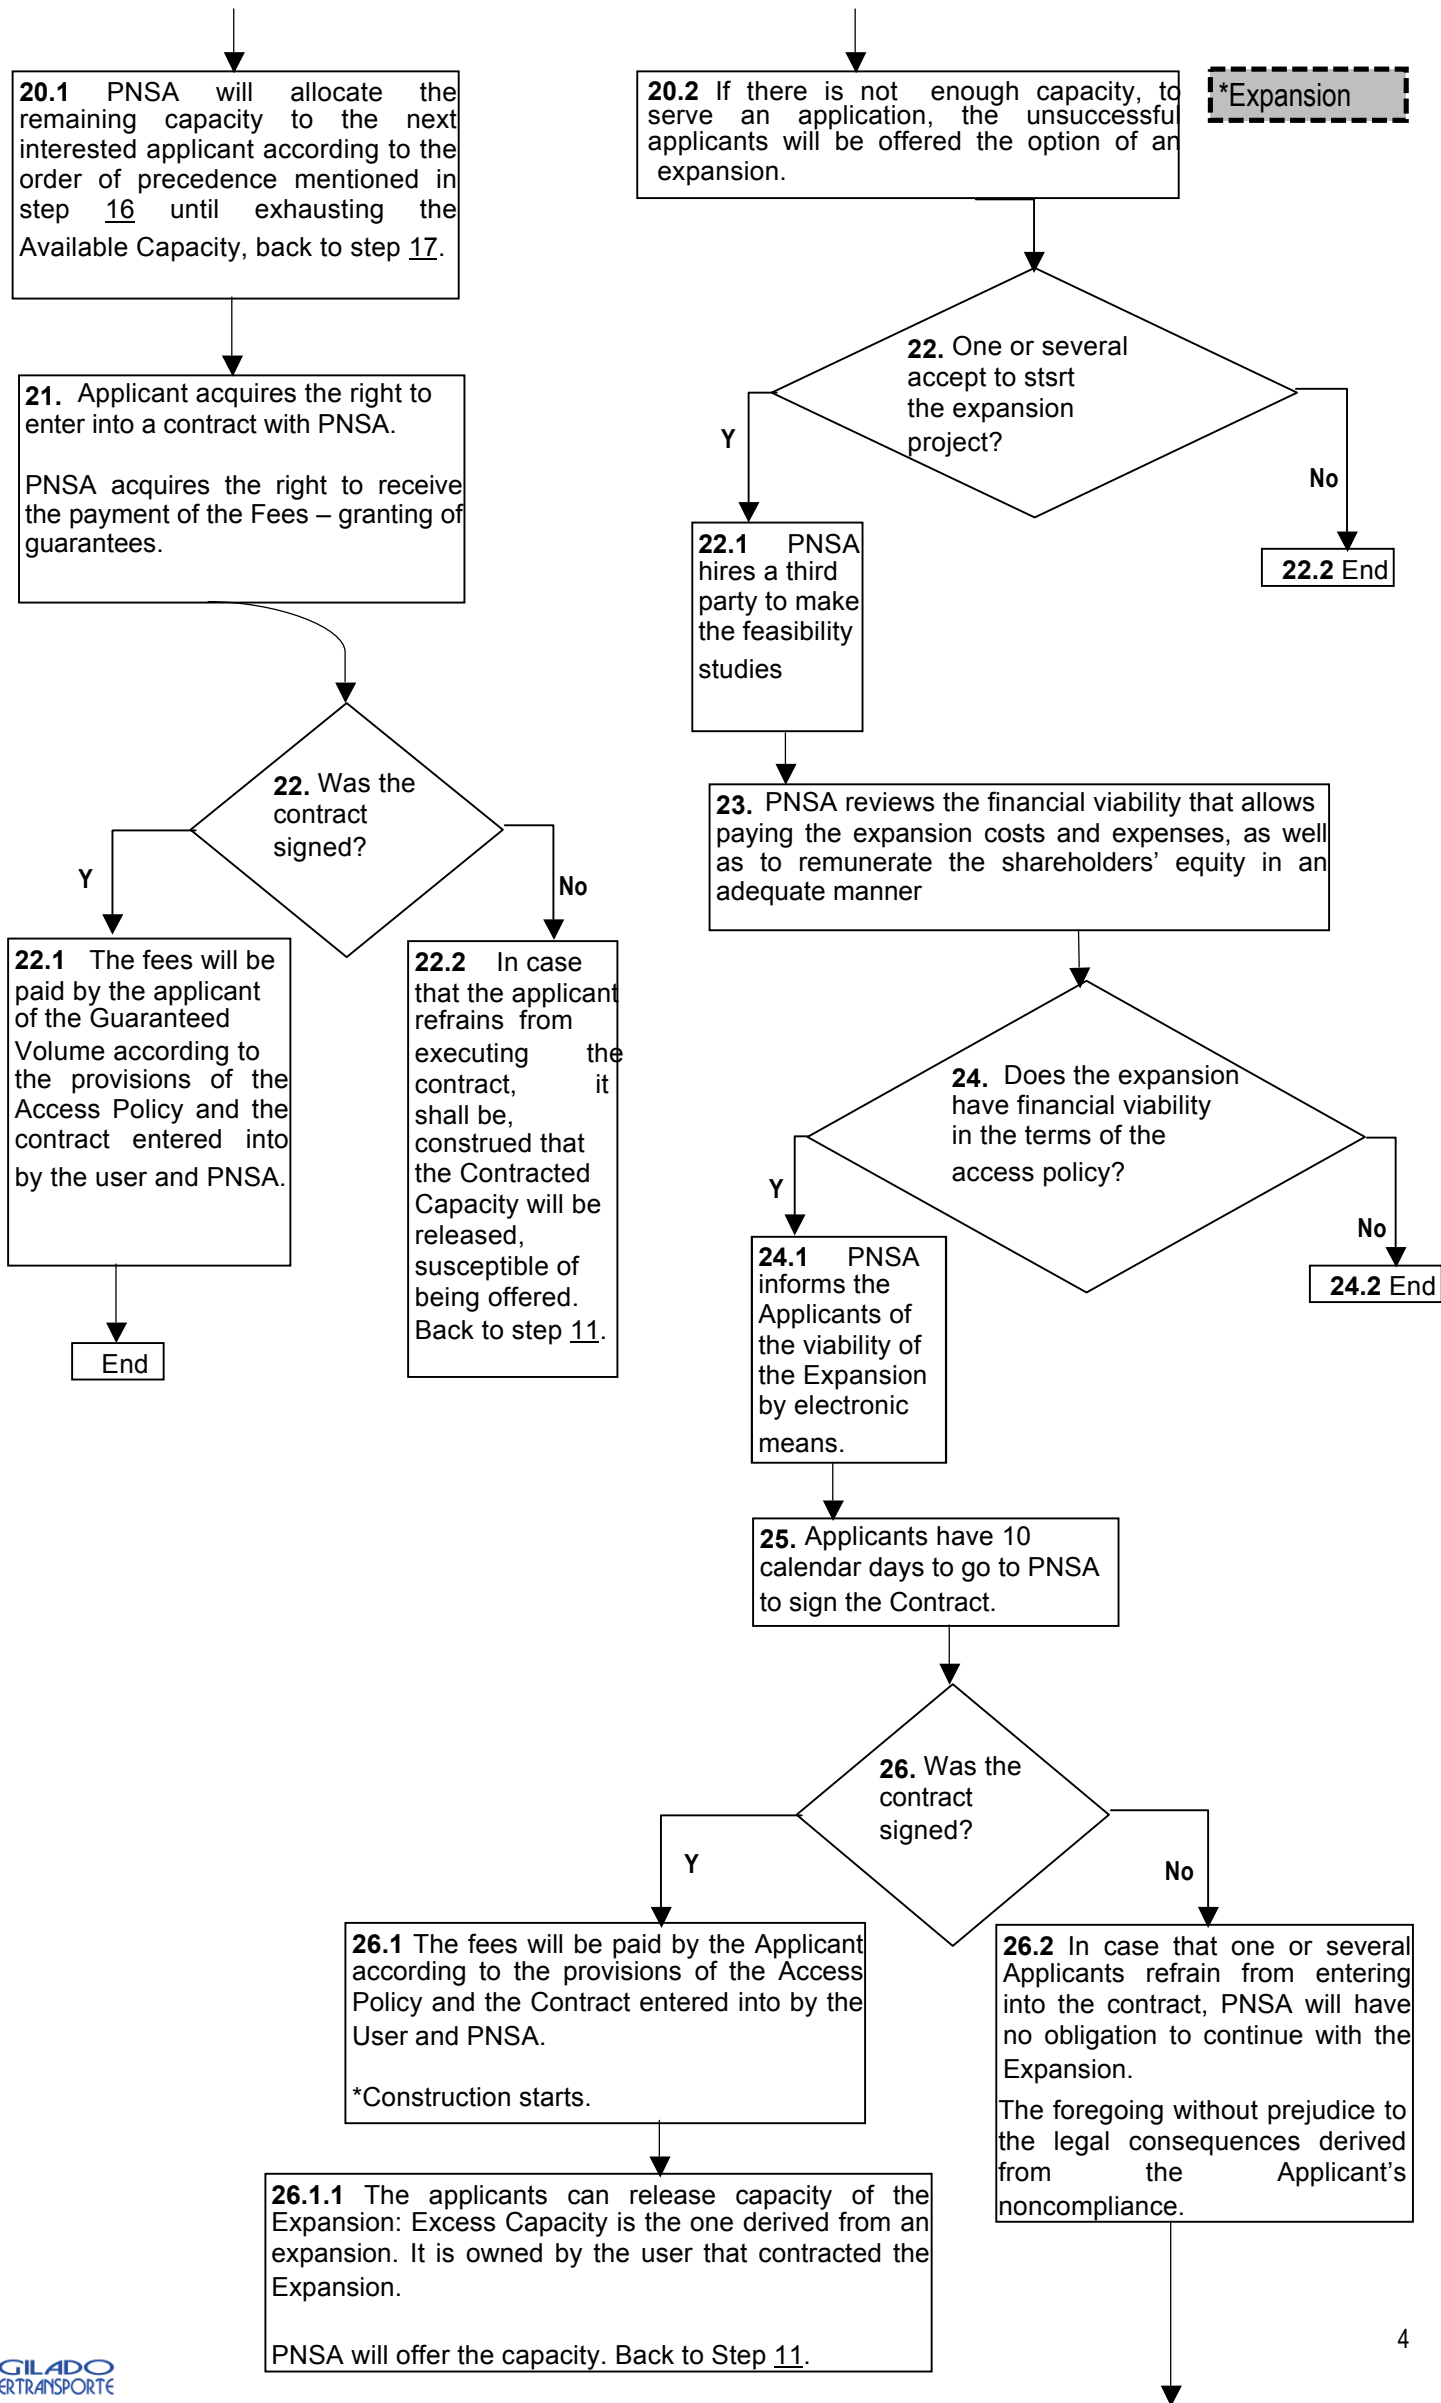 20.1 PNSA will allocate the
remaining capacity to the next
interested applicant according to the
order of precedence mentioned in
step 16 until exhausting the
Available Capacity, back to step 17.
21. Applicant acquires the right to
enter into a contract with PNSA.
PNSA acquires the right to receive
the payment of the Fees – granting of
guarantees.
22. Was the
contract
signed?
Y
No
22.1 The fees will be
paid by the applicant
of the Guaranteed
Volume according to
the provisions of the
Access Policy and the
contract entered into
by the user and PNSA.
End
22.2 In case
that the applicant
refrains from
executing the
contract, it
shall be,
construed that
the Contracted
Capacity will be
released,
susceptible of
being offered.
Back to step 11.
20.2 If there is not enough capacity, to
serve an application, the unsuccessful
applicants will be offered the option of an
expansion.
*Expansion
22. One or several
accept to stsrt
the expansion
project?
Y
No
22.1 PNSA
hires a third
party to make
the feasibility
studies
22.2 End
23. PNSA reviews the financial viability that allows
paying the expansion costs and expenses, as well
as to remunerate the shareholders' equity in an
adequate manner
24. Does the expansion
have financial viability
in the terms of the
access policy?
Y
No
24.1 PNSA
informs the
Applicants of
the viability of
the Expansion
by electronic
means.
24.2 End
25. Applicants have 10
calendar days to go to PNSA
to sign the Contract.
26. Was the
contract
signed?
Y
No
26.1 The fees will be paid by the Applicant
according to the provisions of the Access
Policy and the Contract entered into by the
User and PNSA.
*Construction starts.
26.2 In case that one or several
Applicants refrain from entering
into the contract, PNSA will have
no obligation to continue with the
Expansion.
The foregoing without prejudice to
the legal consequences derived
from the Applicant's
noncompliance.
26.1.1 The applicants can release capacity of the
Expansion: Excess Capacity is the one derived from an
expansion. It is owned by the user that contracted the
Expansion.
PNSA will offer the capacity. Back to Step 11.
4
GILADO
ERTRANSPORTE